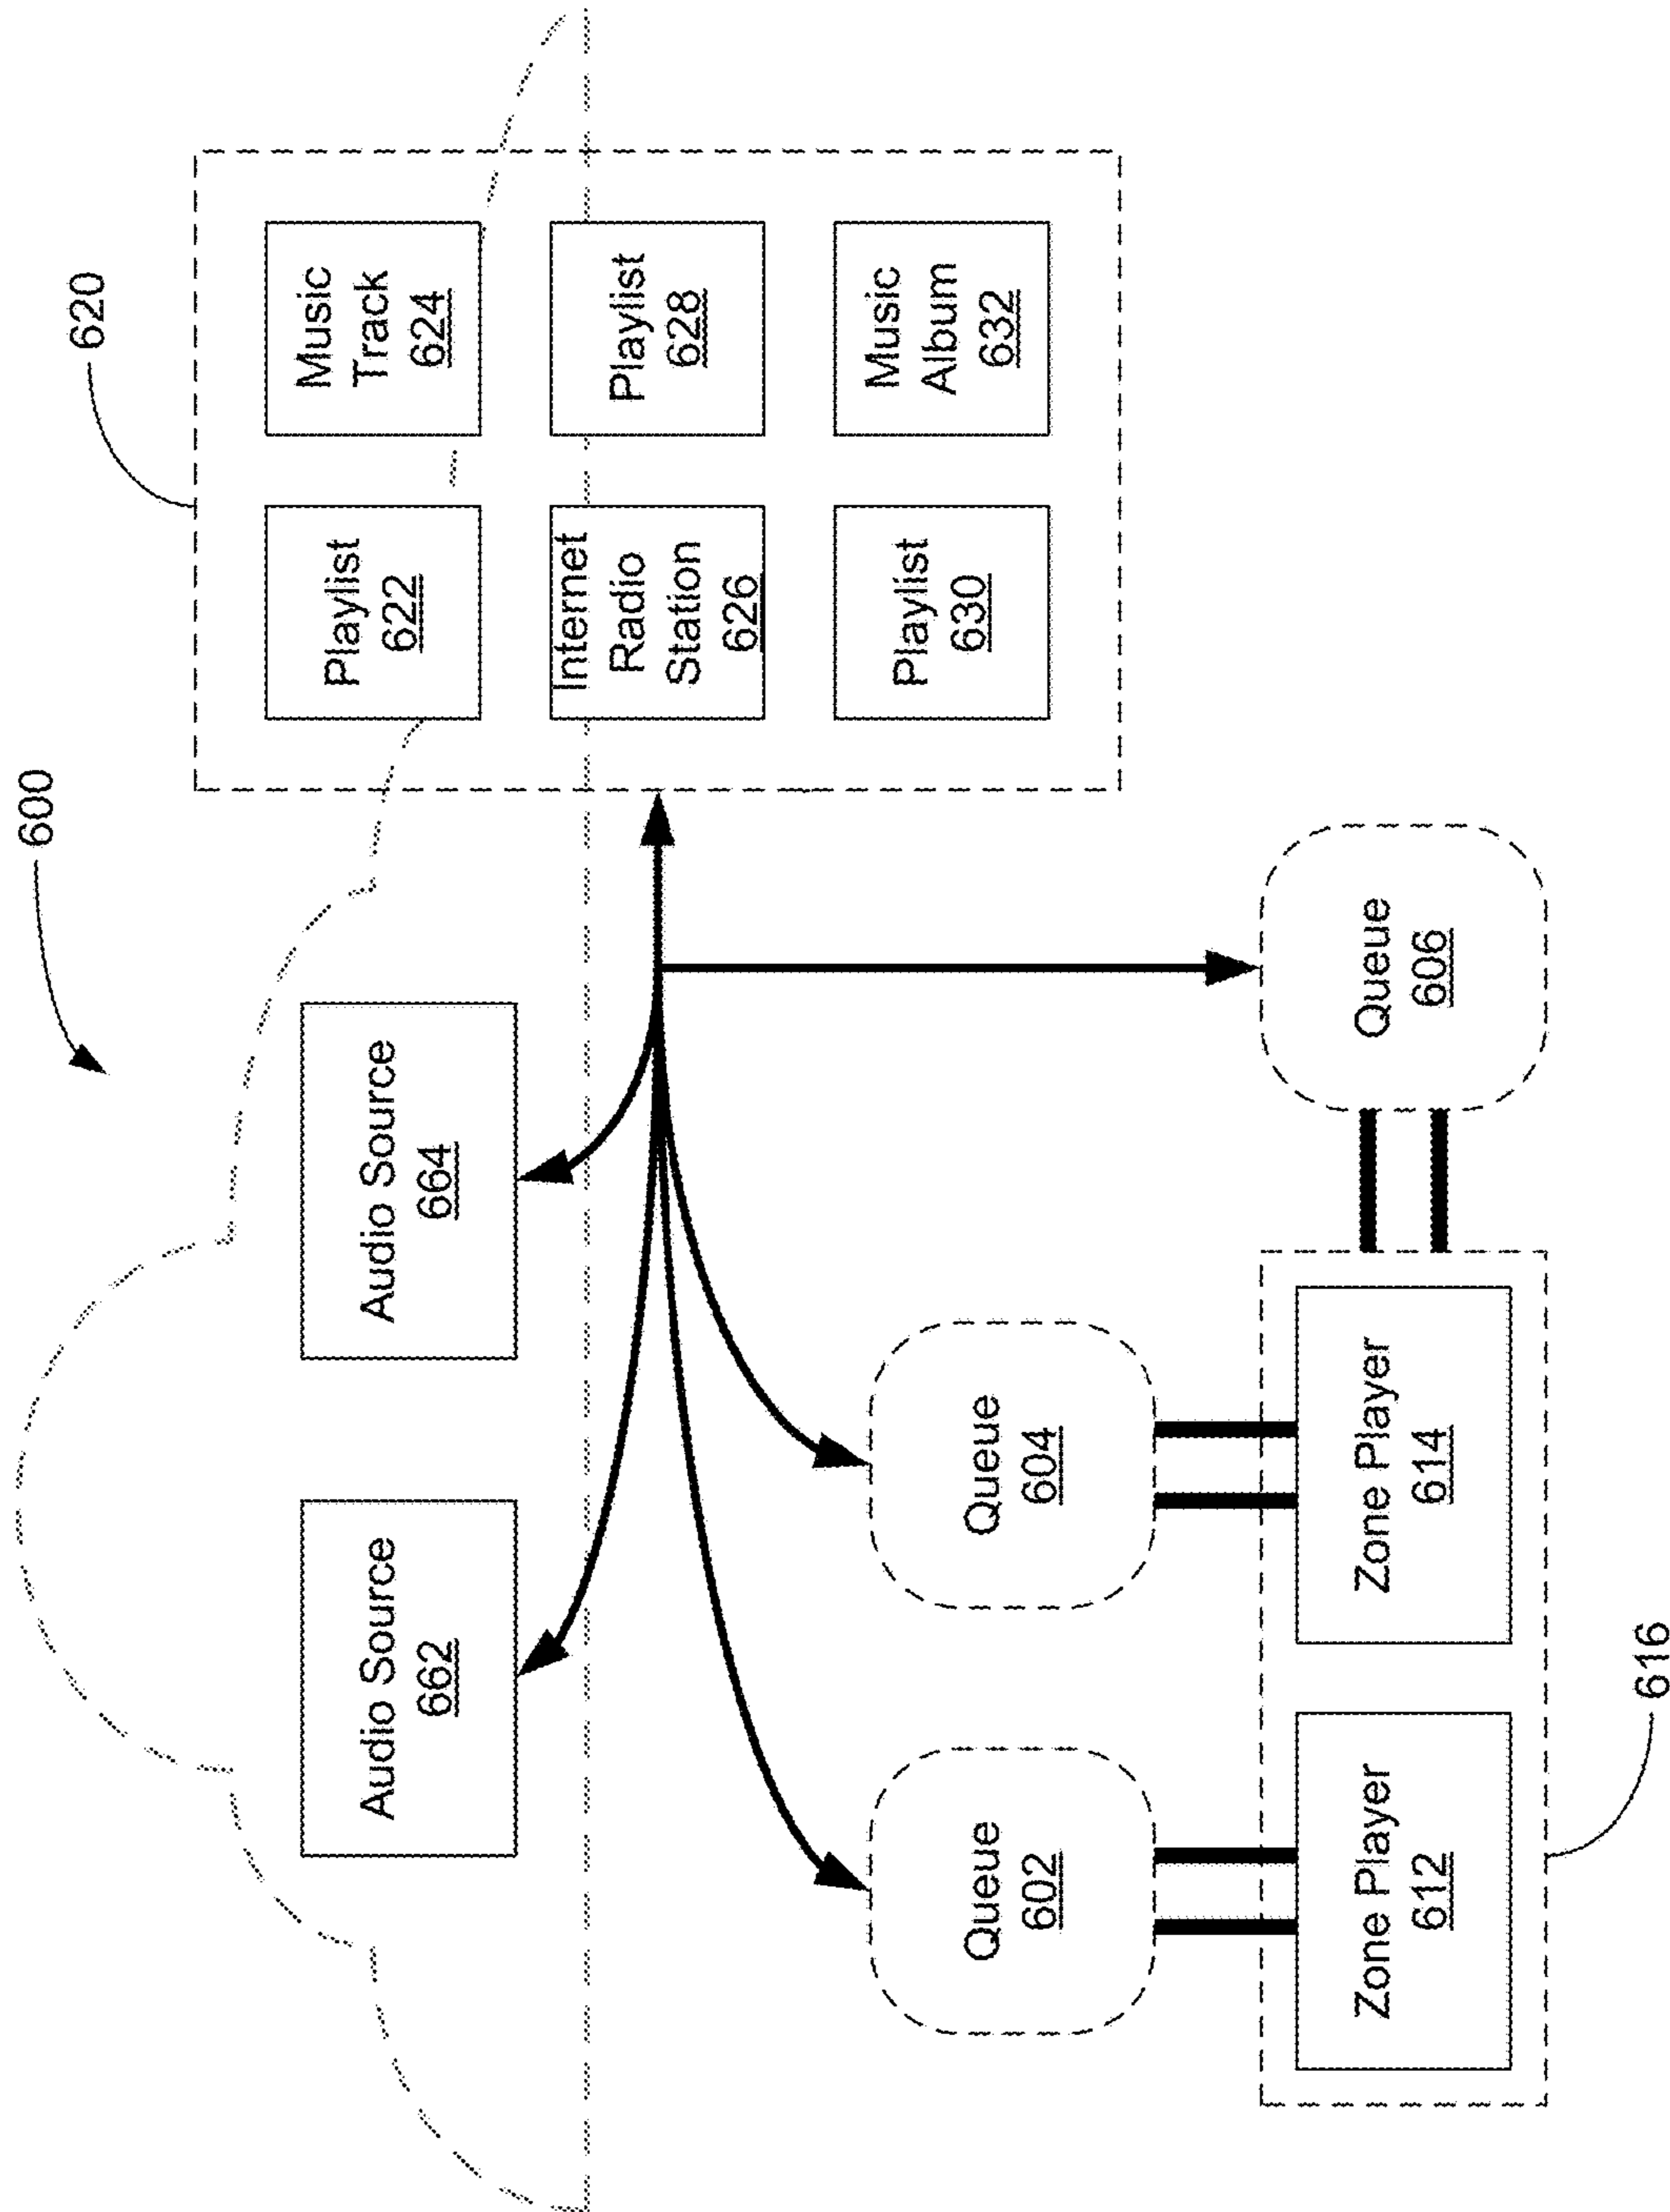 600
620
Audio Source
662
Audio Source
664
Playlist
622
Music
Track
624
Internet
Radio
Station
626
Playlist
628
Playlist
630
Music
Album
632
Queue
602
Queue
604
Queue
606
Zone Player
612
Zone Player
614
616